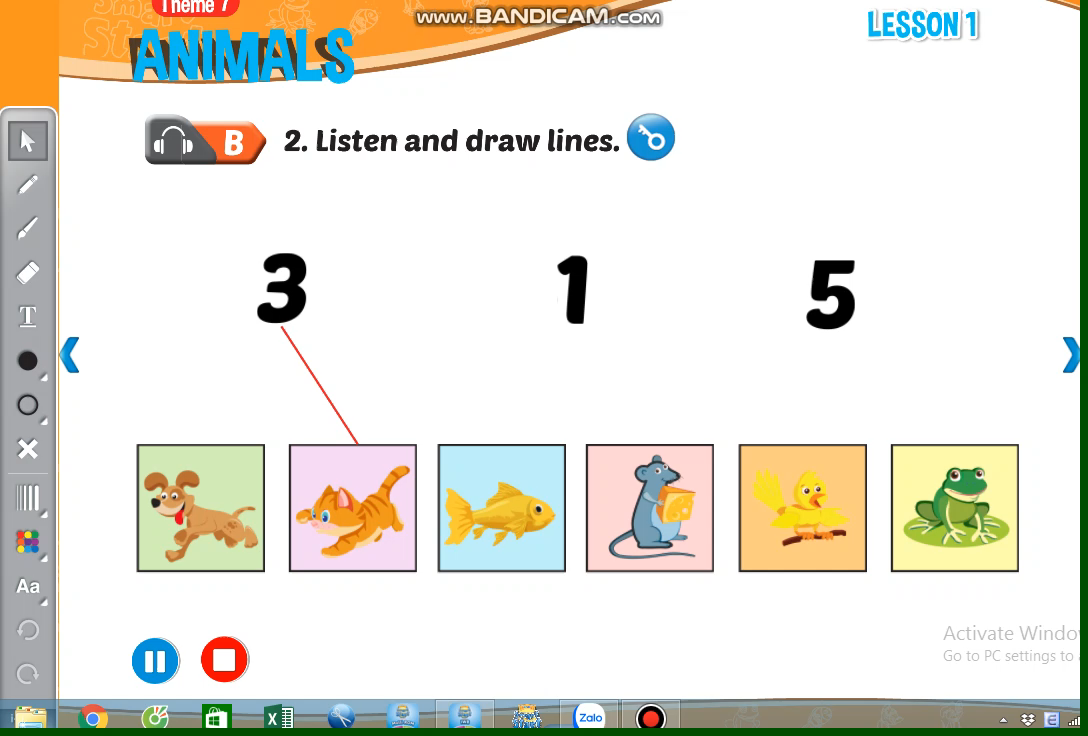 Theme 7
www.BANDICAM.com
LESSON 1
ANIMALS
B
2. Listen and draw lines.
3 1 5
T
Aa
Activate Windo
Go to PC settings to
Zalo